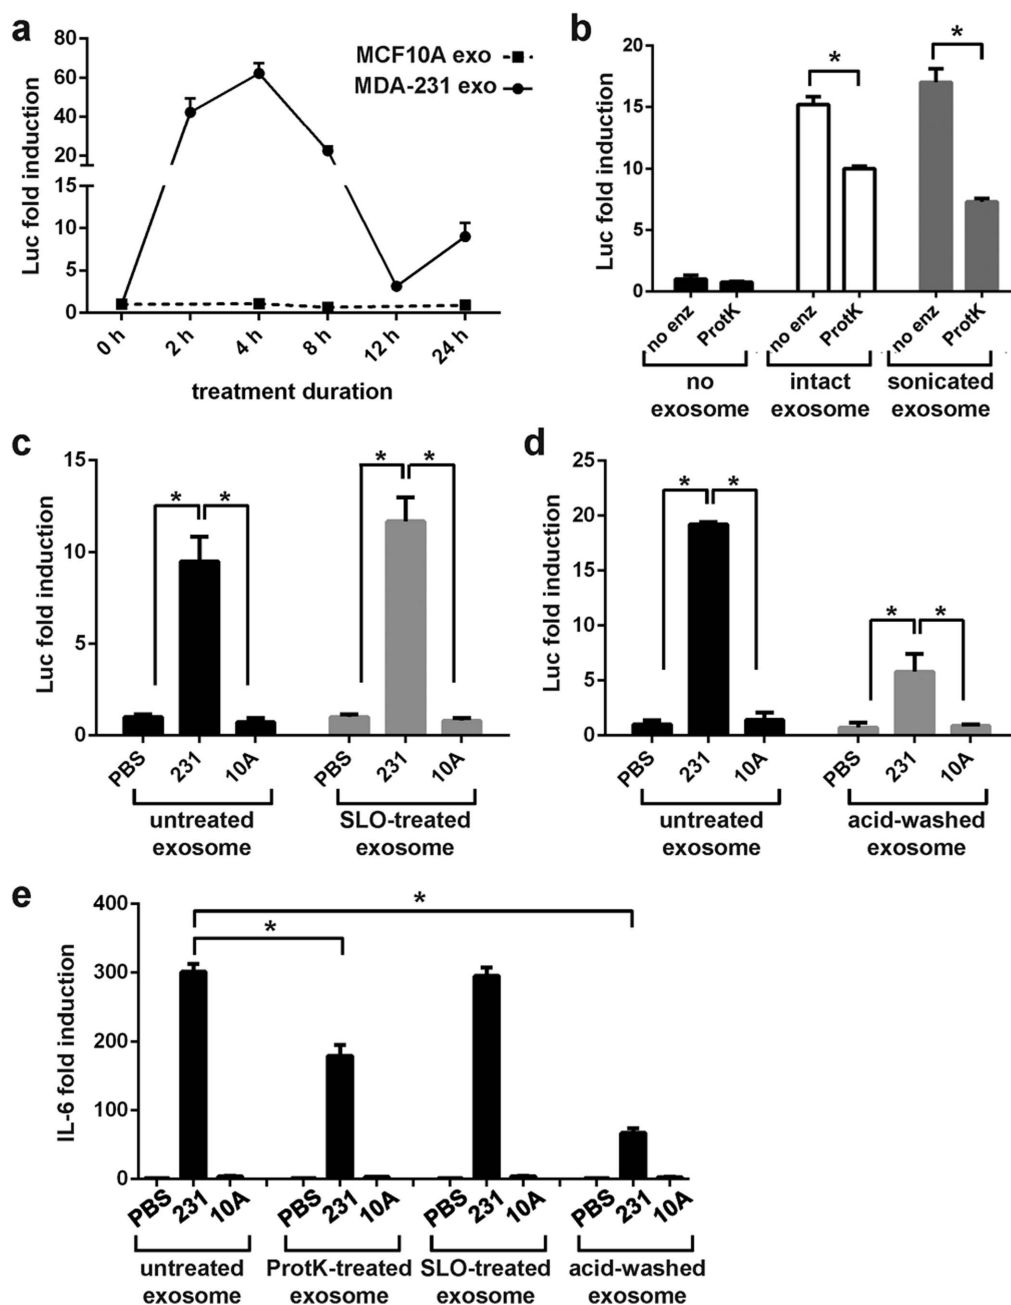 a
80
60
40
20
15
10
5
0
Luc fold induction
MCF10A exo
MDA-231 exo
0 h
2 h
4 h
8 h
12 h
24 h
treatment duration
b
20
15
10
5
0
Luc fold induction
*
*
no enz
ProtK
no enz
ProtK
no enz
ProtK
no
exosome
intact
exosome
sonicated
exosome
c
15
10
5
0
Luc fold induction
* *
* *
PBS
231
10A
PBS
231
10A
untreated
exosome
SLO-treated
exosome
d
25
20
15
10
5
0
Luc fold induction
* *
* *
PBS
231
10A
PBS
231
10A
untreated
exosome
acid-washed
exosome
e
400
300
200
100
0
IL-6 fold induction
*
*
PBS
231
10A
PBS
231
10A
PBS
231
10A
PBS
231
10A
untreated
exosome
ProtK-treated
exosome
SLO-treated
exosome
acid-washed
exosome